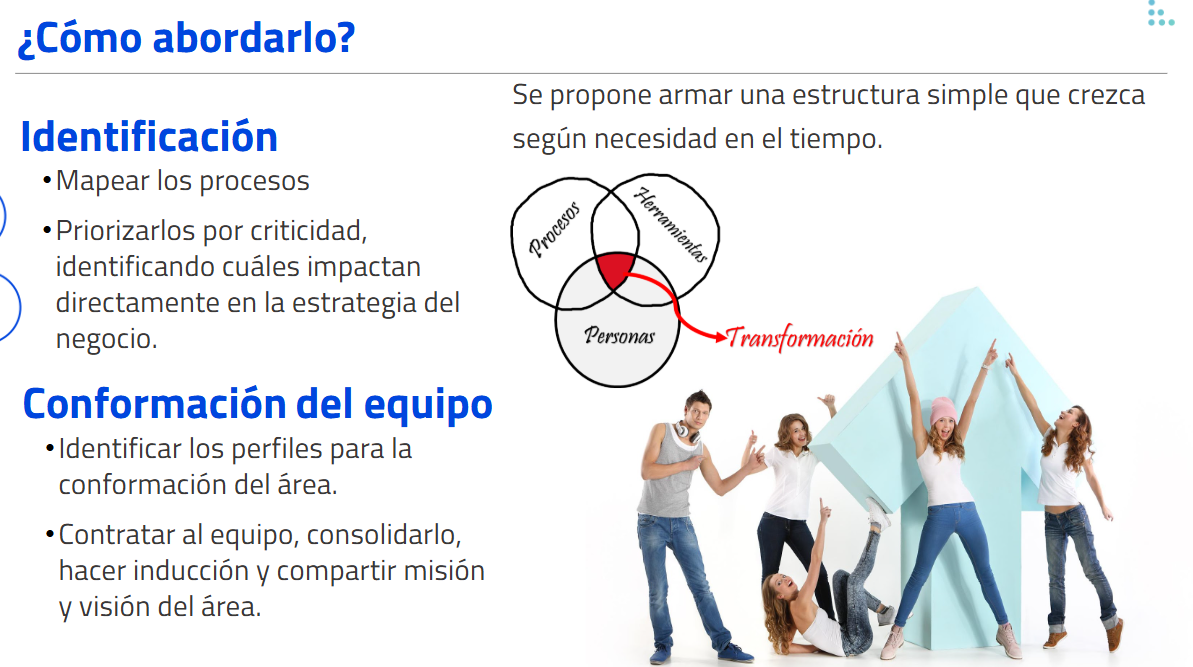 ¿Cómo abordarlo?
Identificación
•Mapear los procesos
•Priorizarlos por criticidad,
identificando cuáles impactan
directamente en la estrategia del
negocio.
Conformación del equipo
•Identificar los perfiles para la
conformación del área.
•Contratar al equipo, consolidarlo,
hacer inducción y compartir misión
y visión del área.
Se propone armar una estructura simple que crezca
según necesidad en el tiempo.
Procesos
Herramientas
Personas
Transformación